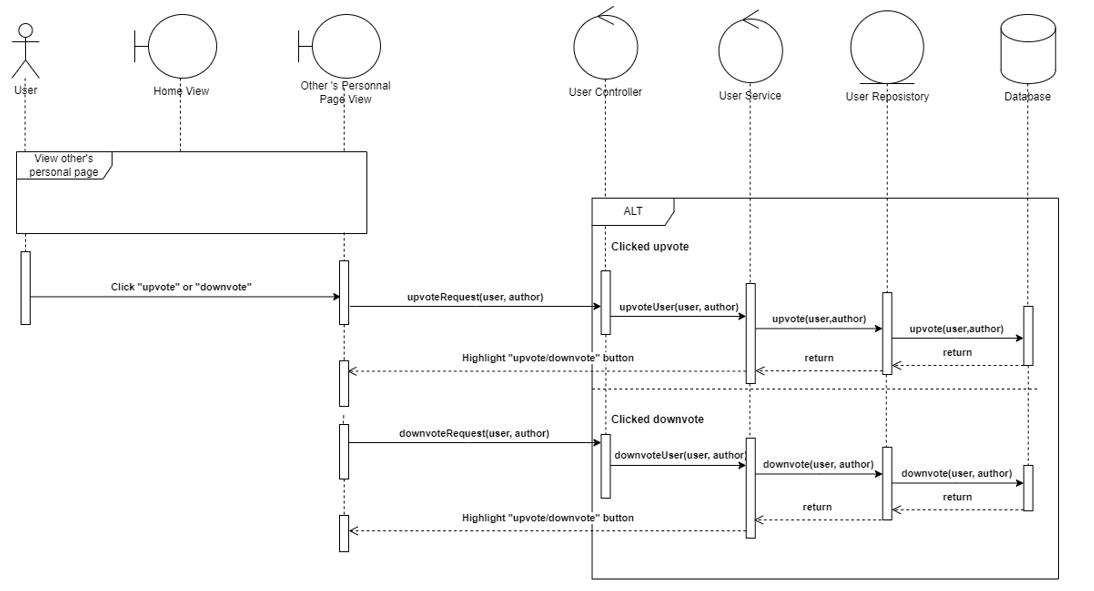 User
Home View
Other 's Personnal
Page View
User Controller
User Service
User Reposistory
Database
View other's
personal page
ALT
Clicked upvote
Click "upvote" or "downvote"
upvoteRequest(user, author)
upvoteUser(user, author)
upvote(user,author)
upvote(user,author)
Highlight "upvote/downvote" button
return
return
Clicked downvote
downvoteRequest(user, author)
downvoteUser(user, author)
downvote(user, author)
downvote(user, author)
Highlight "upvote/downvote" button
return
return